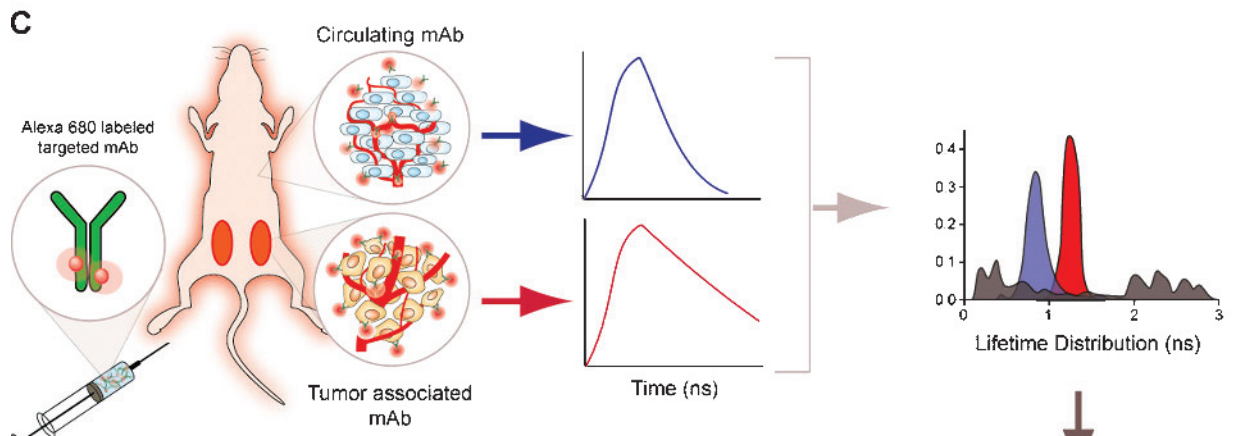 C
Circulating mAb
Alexa 680 labeled
targeted mAb
Tumor associated
mAb
Time (ns)
0 4
0 3
0 2
0.1
0 0
0 1 2 3
Lifetime Distribution (ns)